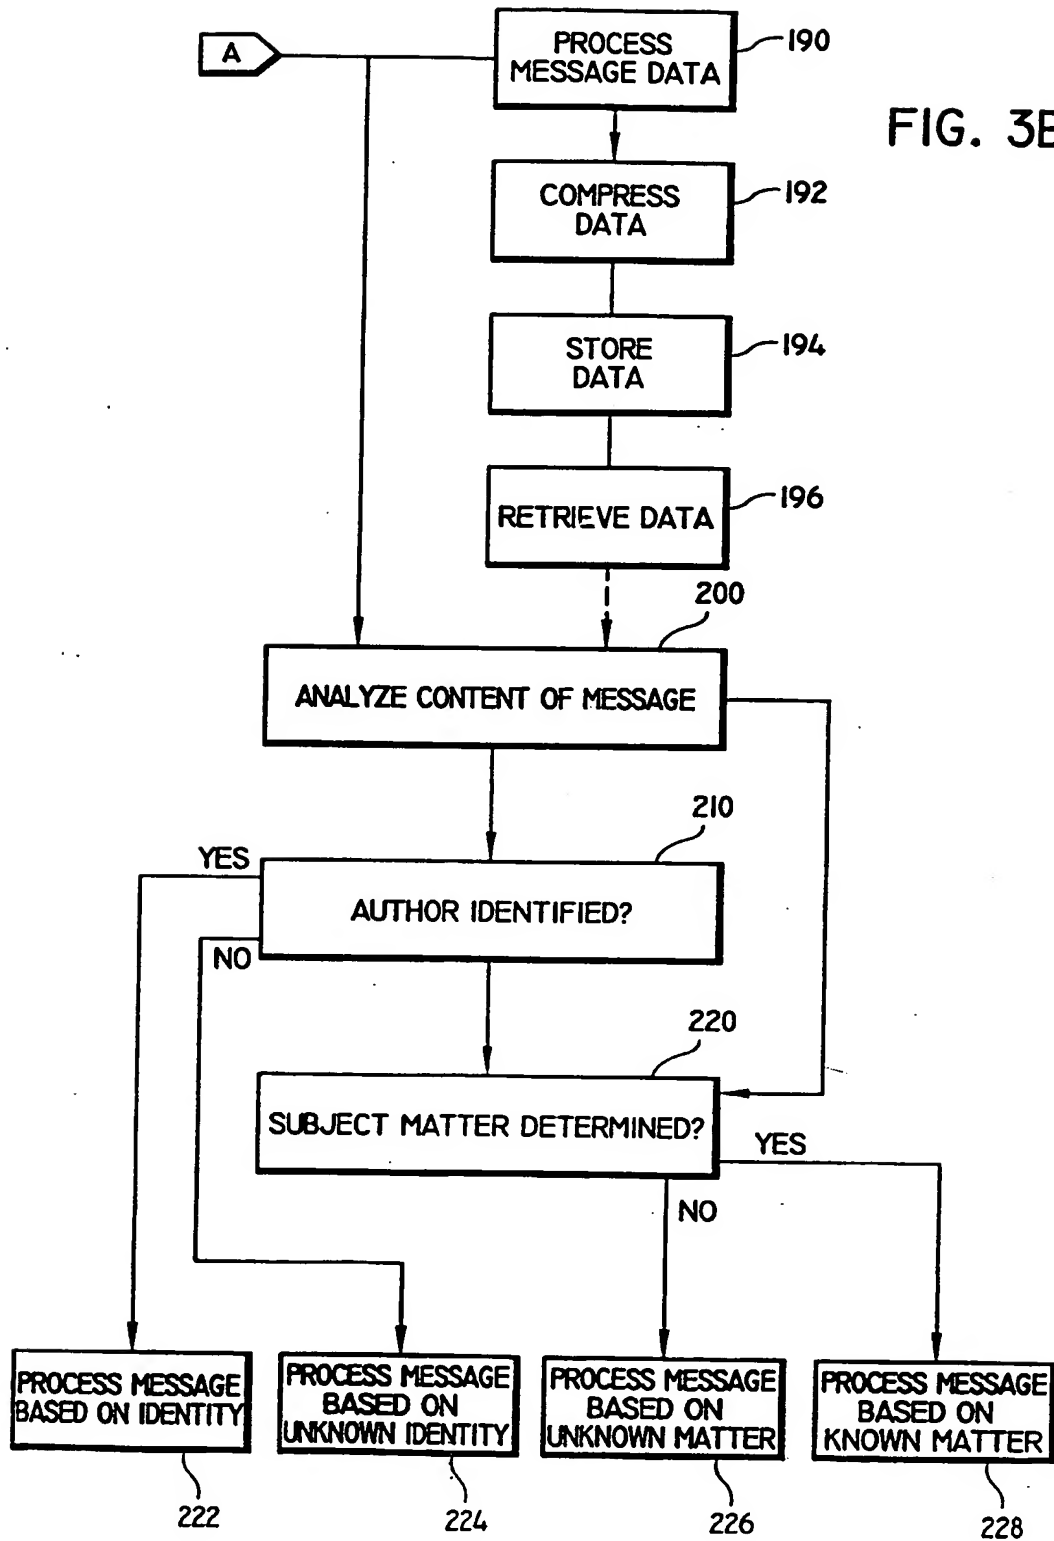 A
PROCESS
MESSAGE DATA
190
FIG. 3B
COMPRESS
DATA
192
STORE
DATA
194
RETRIEVE DATA
196
200
ANALYZE CONTENT OF MESSAGE
210
YES
AUTHOR IDENTIFIED?
NO
220
SUBJECT MATTER DETERMINED?
YES
NO
PROCESS MESSAGE
BASED ON IDENTITY
PROCESS MESSAGE
BASED ON
UNKNOWN IDENTITY
PROCESS MESSAGE
BASED ON
UNKNOWN MATTER
PROCESS MESSAGE
BASED ON
KNOWN MATTER
222
224
226
228